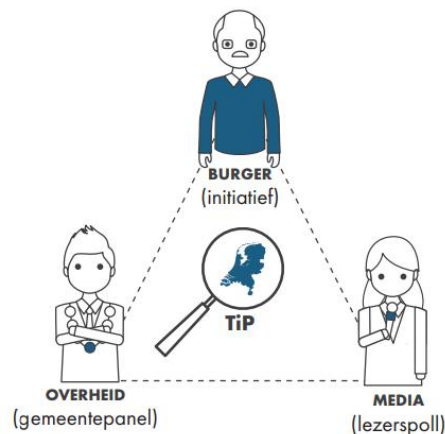 BURGER
(initiatief)
TiP
OVERHEID
(gemeentepanel)
MEDIA
(lezerspoll)